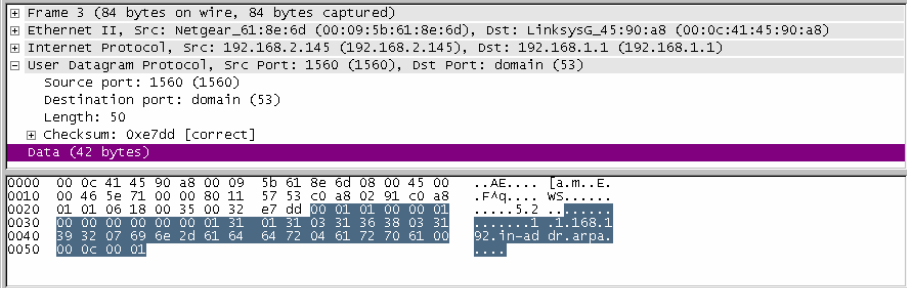 Frame 3 (84 bytes on wire, 84 bytes captured)
Ethernet II, Src: Netgear_61:8e:6d (00:09:5b:61:8e:6d), Dst: LinksysG_45:90:a8 (00:0c:41:45:90:a8)
Internet Protocol, Src: 192.168.2.145 (192.168.2.145), Dst: 192.168.1.1 (192.168.1.1)
User Datagram Protocol, Src Port: 1560 (1560), Dst Port: domain (53)
Source port: 1560 (1560)
Destination port: domain (53)
Length: 50
Checksum: 0xe7dd [correct]
Data (42 bytes)
0000 00 0c 41 45 90 a8 00 09 5b 61 8e 6d 08 00 45 00 ..AE.... [a.m..E.
0010 00 46 5e 71 00 00 80 11 57 53 c0 a8 02 91 c0 a8 .F^q.... WS......
0020 01 01 06 18 00 35 00 32 e7 dd 00 01 01 00 00 01 .....5.2 ........
0030 00 00 00 00 00 00 01 31 01 31 03 31 36 38 03 31 .......1 .1.168.1
0040 39 32 07 69 6e 2d 61 64 64 72 04 61 72 70 61 00 92.in-ad dr.arpa.
0050 00 0c 00 01 ....